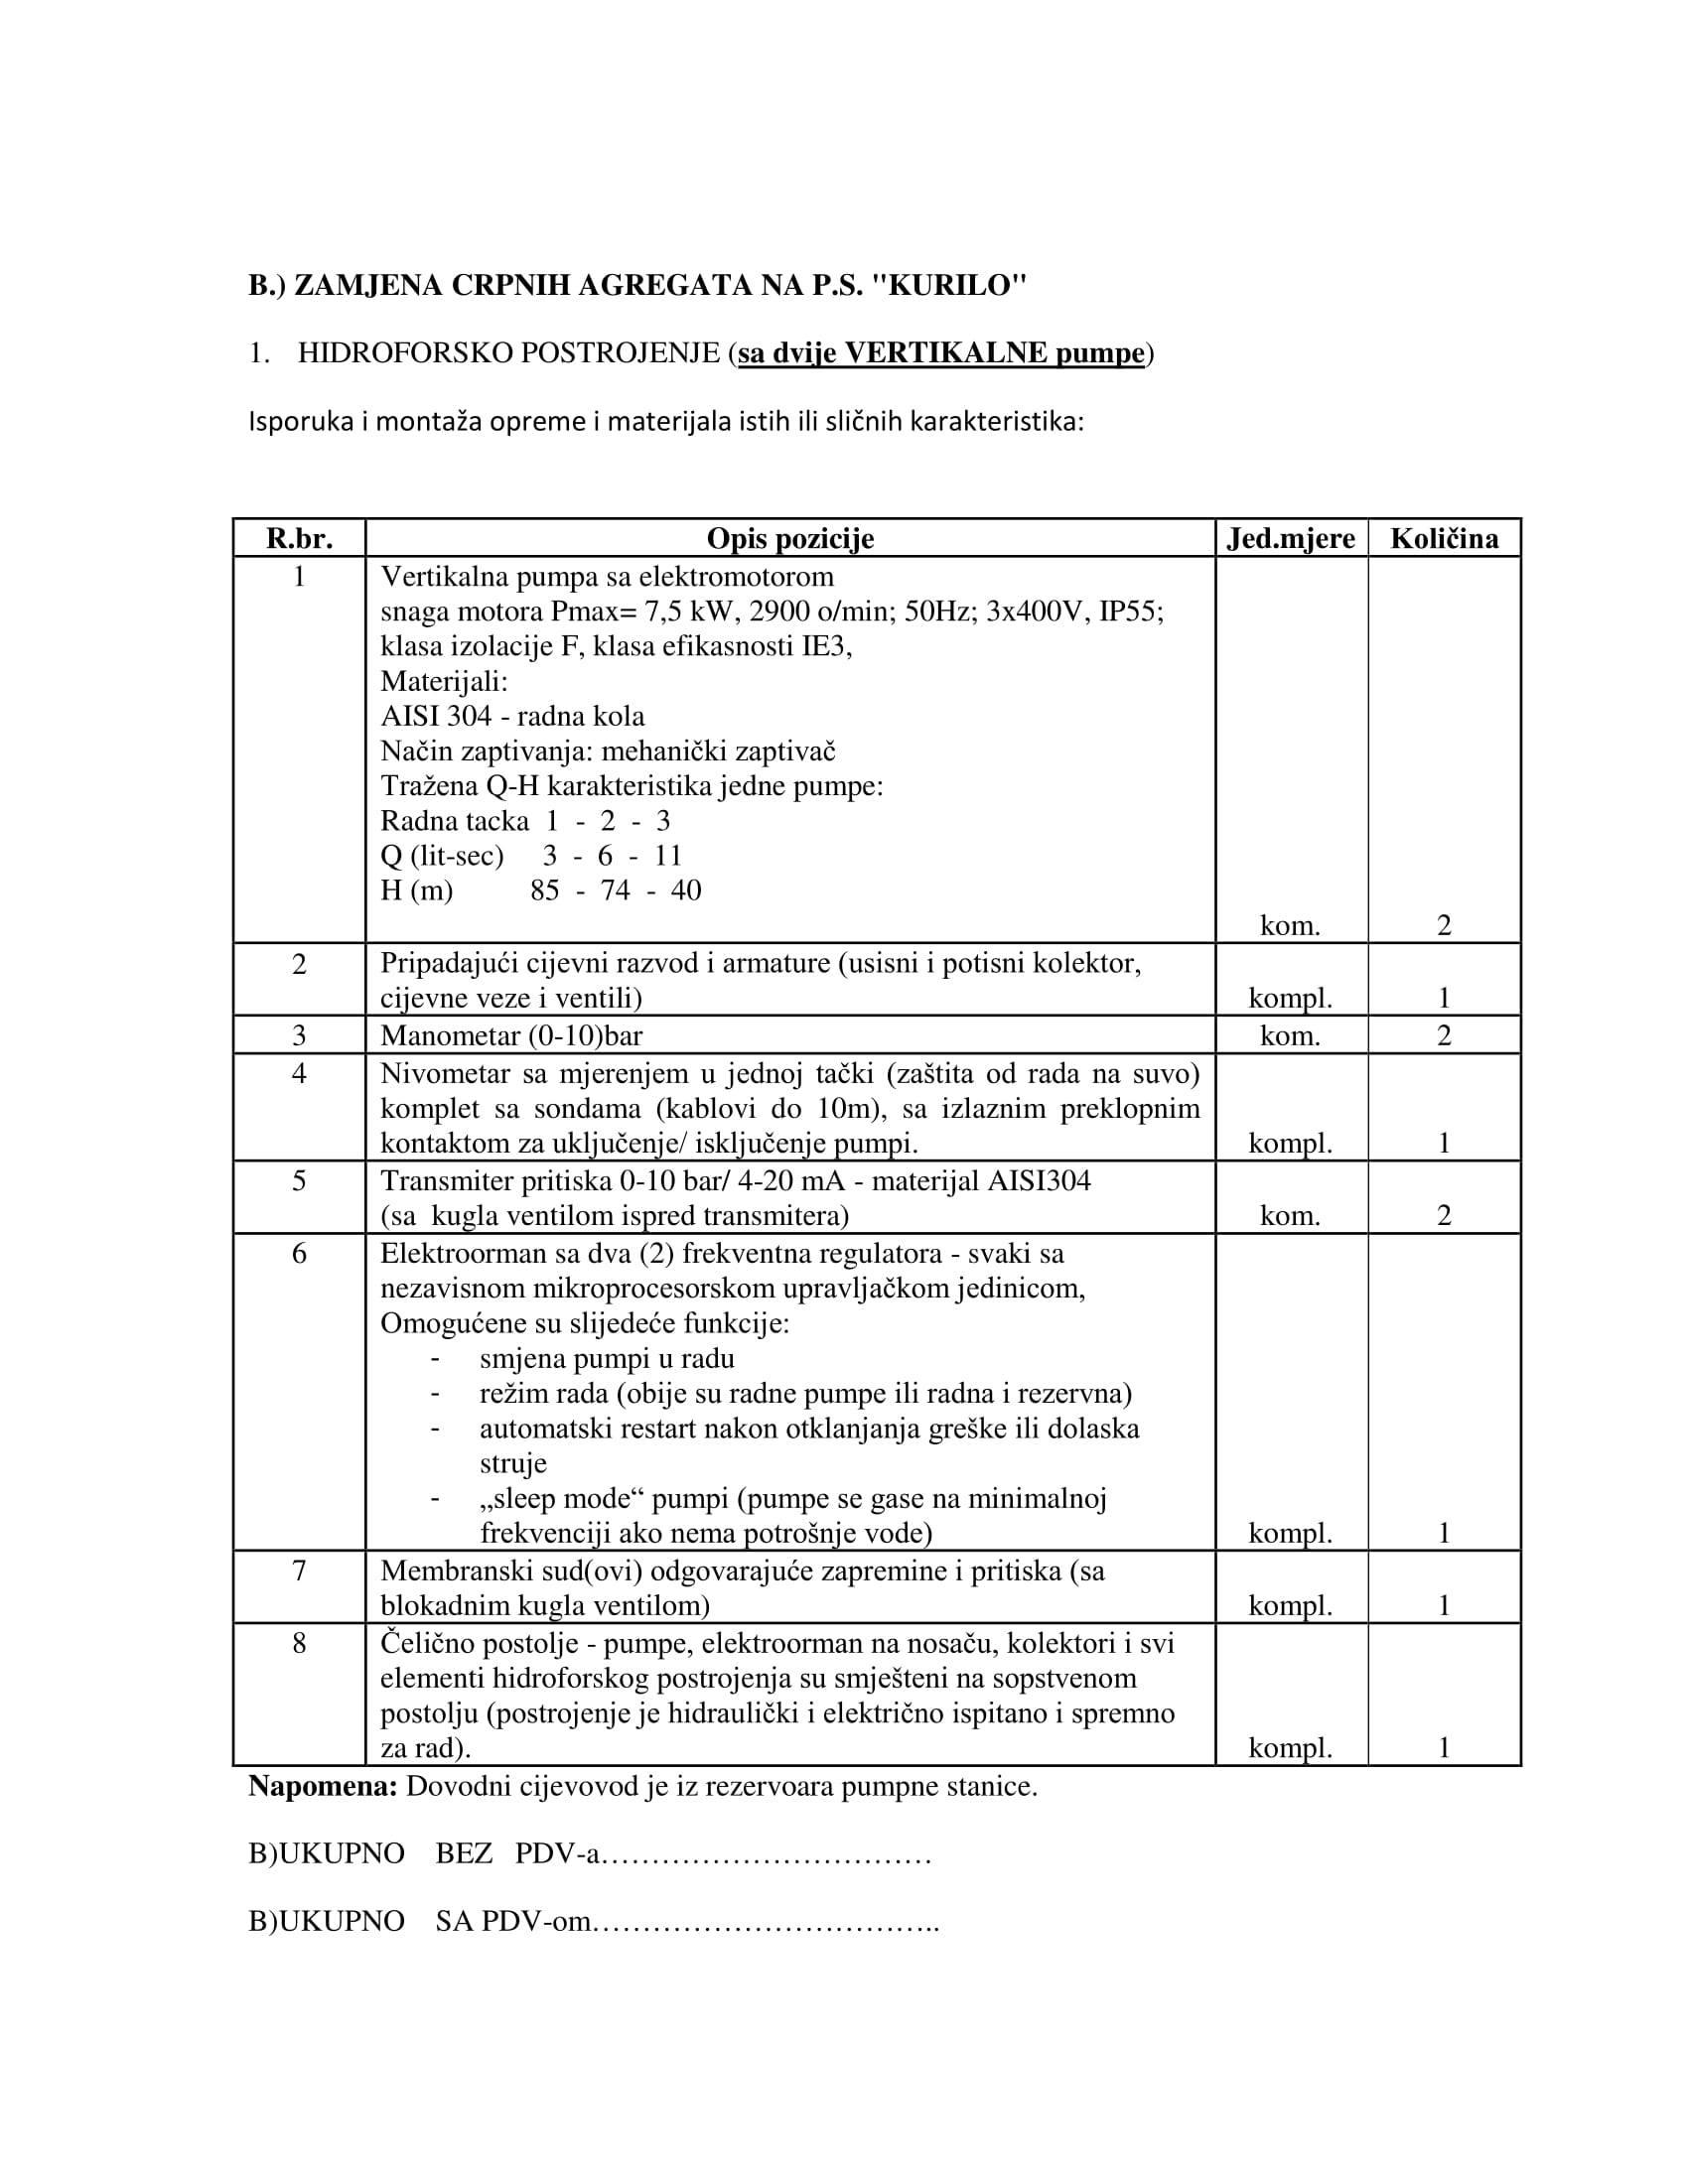 B.) ZAMJENA CRPNIH AGREGATA NA P.S. "KURILO"
1. HIDROFORSKO POSTROJENJE (sa dvije VERTIKALNE pumpe)
Isporuka i montaža opreme i materijala istih ili sličnih karakteristika:
R.br. Opis pozicije Jed.mjere Količina
1 Vertikalna pumpa sa elektromotorom
snaga motora Pmax= 7,5 kW, 2900 o/min; 50Hz; 3x400V, IP55;
klasa izolacije F, klasa efikasnosti IE3,
Materijali:
AISI 304 - radna kola
Način zaptivanja: mehanički zaptivač
Tražena Q-H karakteristika jedne pumpe:
Radna tacka 1 - 2 - 3
Q (lit-sec) 3 - 6 - 11
H (m) 85 - 74 - 40
kom. 2
2 Pripadajući cijevni razvod i armature (usisni i potisni kolektor,
cijevne veze i ventili) kompl. 1
3 Manometar (0-10)bar kom. 2
4 Nivometar sa mjerenjem u jednoj tački (zaštita od rada na suvo)
komplet sa sondama (kablovi do 10m), sa izlaznim preklopnim
kontaktom za uključenje/ isključenje pumpi. kompl. 1
5 Transmiter pritiska 0-10 bar/ 4-20 mA - materijal AISI304
(sa kugla ventilom ispred transmitera) kom. 2
6 Elektroorman sa dva (2) frekventna regulatora - svaki sa
nezavisnom mikroprocesorskom upravljačkom jedinicom,
Omogućene su slijedeće funkcije:
- smjena pumpi u radu
- režim rada (obije su radne pumpe ili radna i rezervna)
- automatski restart nakon otklanjanja greške ili dolaska
struje
- „sleep mode“ pumpi (pumpe se gase na minimalnoj
frekvenciji ako nema potrošnje vode) kompl. 1
7 Membranski sud(ovi) odgovarajuće zapremine i pritiska (sa
blokadnim kugla ventilom) kompl. 1
8 Čelično postolje - pumpe, elektroorman na nosaču, kolektori i svi
elementi hidroforskog postrojenja su smješteni na sopstvenom
postolju (postrojenje je hidraulički i električno ispitano i spremno
za rad). kompl. 1
Napomena: Dovodni cijevovod je iz rezervoara pumpne stanice.
B)UKUPNO BEZ PDV-a……………………………
B)UKUPNO SA PDV-om……………………………..